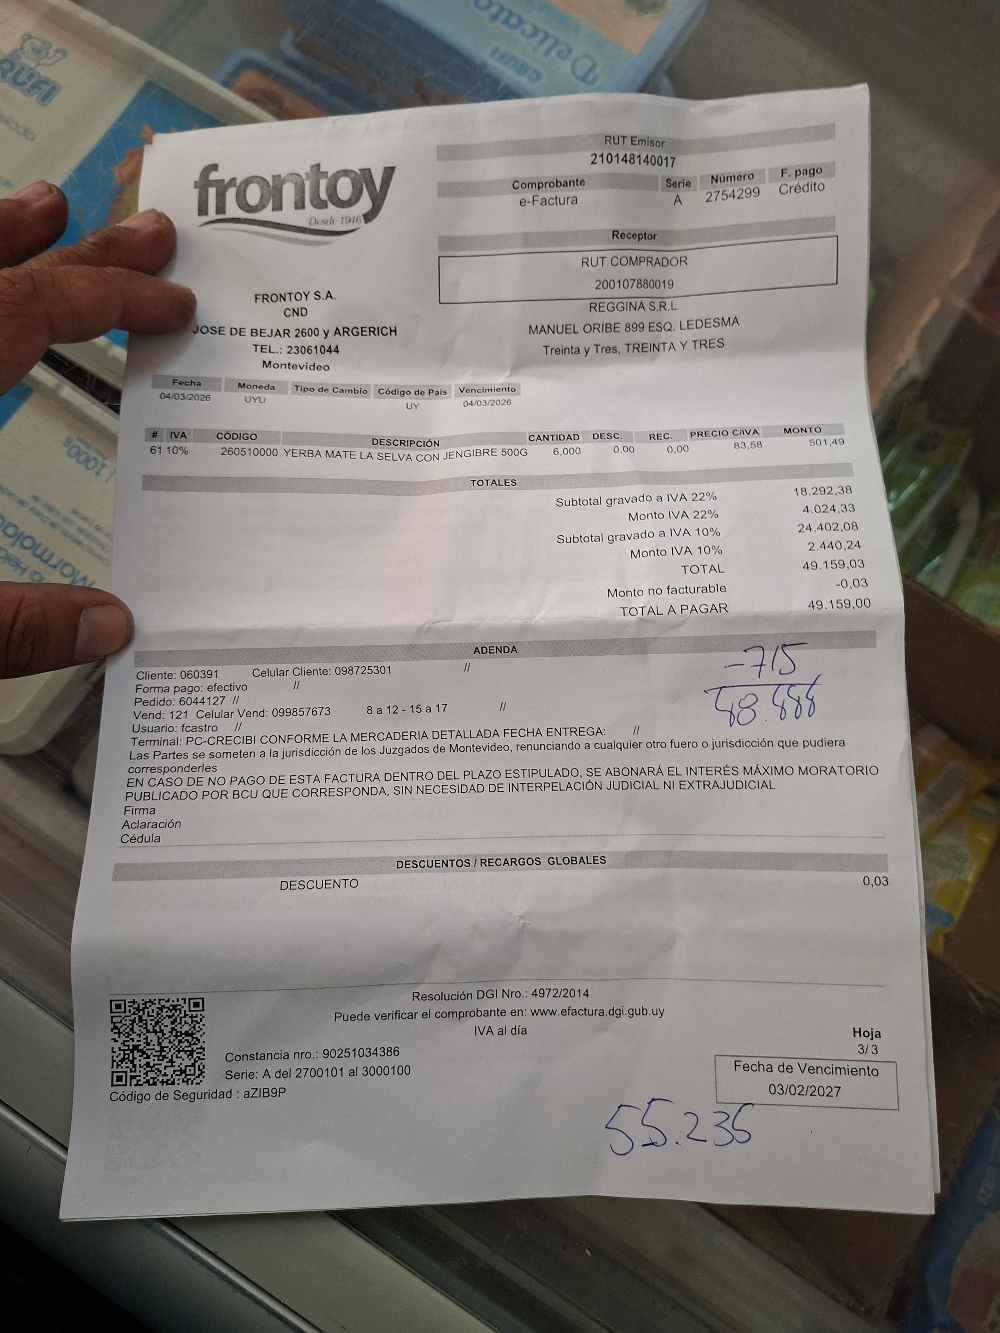 frontoy
Desde 1946
RUT Emisor
210148140017
Comprobante Serie Número F. pago
e-Factura A 2754299 Crédito
Receptor
RUT COMPRADOR
200107880019
REGGINA S.R.L
MANUEL ORIBE 899 ESQ. LEDESMA
Treinta y Tres, TREINTA Y TRES
FRONTOY S.A.
CND
JOSE DE BEJAR 2600 y ARGERICH
TEL.: 23061044
Montevideo
Fecha Moneda Tipo de Cambio Código de País Vencimiento
04/03/2026 UYU UY 04/03/2026
# IVA CÓDIGO DESCRIPCIÓN CANTIDAD DESC. REC. PRECIO C/IVA MONTO
61 10% 260510000 YERBA MATE LA SELVA CON JENGIBRE 500G 6,000 0,00 0,00 83,58 501,49
TOTALES
Subtotal gravado a IVA 22% 18.292,38
Monto IVA 22% 4.024,33
Subtotal gravado a IVA 10% 24.402,08
Monto IVA 10% 2.440,24
TOTAL 49.159,03
Monto no facturable -0,03
TOTAL A PAGAR 49.159,00
ADENDA
Cliente: 060391 Celular Cliente: 098725301 //
Forma pago: efectivo //
Pedido: 6044127 //
Vend: 121 Celular Vend: 099857673 8 a 12 - 15 a 17 //
Usuario: fcastro //
Terminal: PC-CRECIBI CONFORME LA MERCADERIA DETALLADA FECHA ENTREGA: //
Las Partes se someten a la jurisdicción de los Juzgados de Montevideo, renunciando a cualquier otro fuero o jurisdicción que pudiera
corresponderles
EN CASO DE NO PAGO DE ESTA FACTURA DENTRO DEL PLAZO ESTIPULADO, SE ABONARÁ EL INTERÉS MÁXIMO MORATORIO
PUBLICADO POR BCU QUE CORRESPONDA, SIN NECESIDAD DE INTERPELACIÓN JUDICIAL NI EXTRAJUDICIAL
Firma
Aclaración
Cédula
-715
DESCUENTOS / RECARGOS GLOBALES
DESCUENTO 0,03
Resolución DGI Nro.: 4972/2014
Puede verificar el comprobante en: www.efactura.dgi.gub.uy
IVA al día
Constancia nro.: 90251034386
Serie: A del 2700101 al 3000100
Código de Seguridad : aZIB9P
Hoja
3/ 3
Fecha de Vencimiento
03/02/2027
55.236
Delicato
1000g